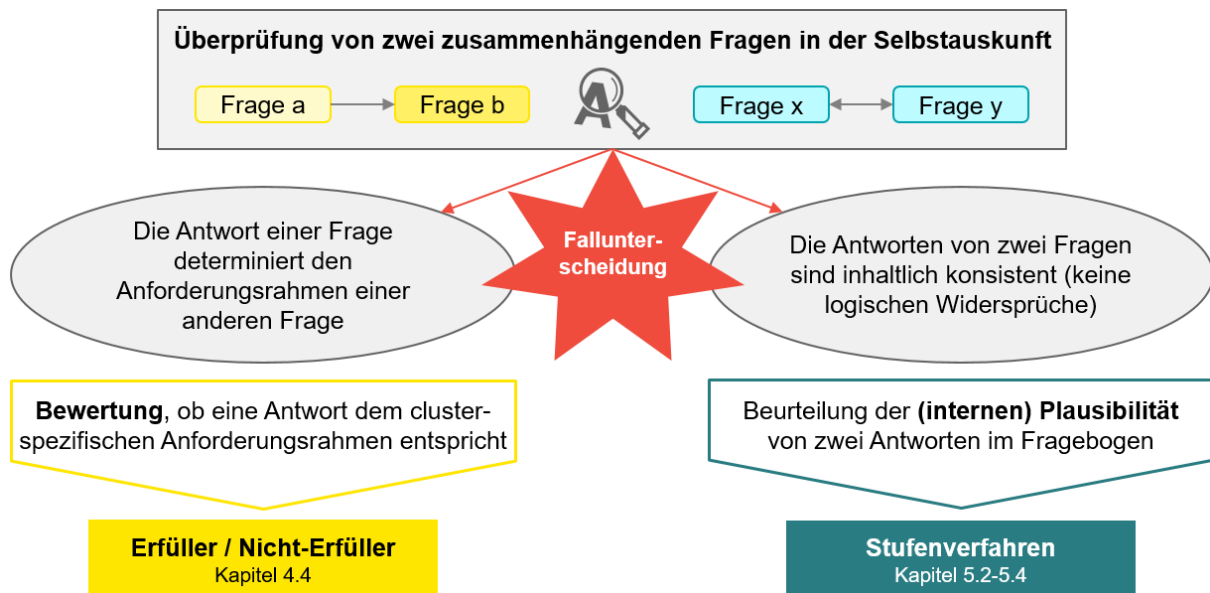 Überprüfung von zwei zusammenhängenden Fragen in der Selbstauskunft
Frage a
Frage b
A
Frage x
Frage y
Die Antwort einer Frage
determiniert den
Anforderungsrahmen einer
anderen Frage
Fallunter-
scheidung
Die Antworten von zwei Fragen
sind inhaltlich konsistent (keine
logischen Widersprüche)
Bewertung, ob eine Antwort dem cluster-
spezifischen Anforderungsrahmen entspricht
Beurteilung der (internen) Plausibilität
von zwei Antworten im Fragebogen
Erfüller / Nicht-Erfüller
Kapitel 4.4
Stufenverfahren
Kapitel 5.2-5.4